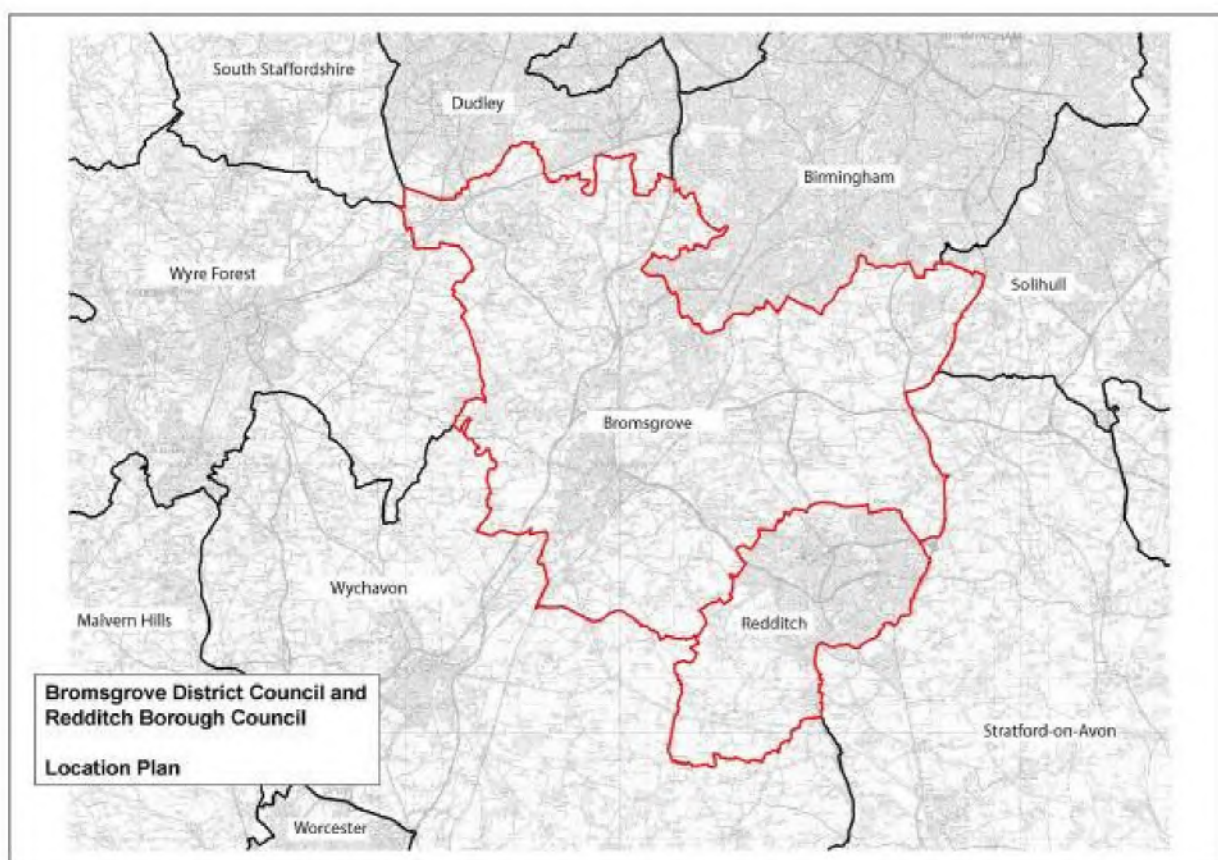 South Staffordshire
Dudley
Birmingham
Wyre Forest
Solihull
Bromsgrove
Wychavon
Malvern Hills
Redditch
Bromsgrove District Council and
Redditch Borough Council
Location Plan
Stratford-on-Avon
Worcester